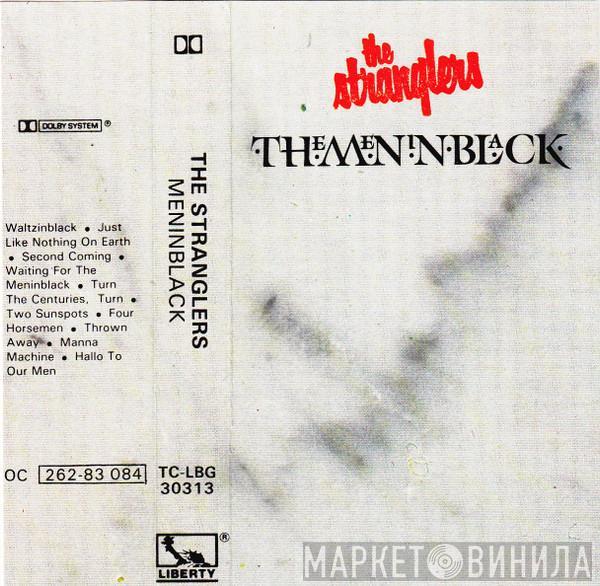 DOLBY SYSTEM ®
Waltzinblack • Just
Like Nothing On Earth
• Second Coming •
Waiting For The
Meninblack • Turn
The Centuries, Turn •
Two Sunspots • Four
Horsemen • Thrown
Away • Manna
Machine • Hallo To
Our Men
OC 262-83 084
THE STRANGLERS
MENINBLACK
TC-LBG
30313
LIBERTY
®
the
stranglers
·THE·MEN·IN·BLACK·
МАРКЕТ ВИНИЛА